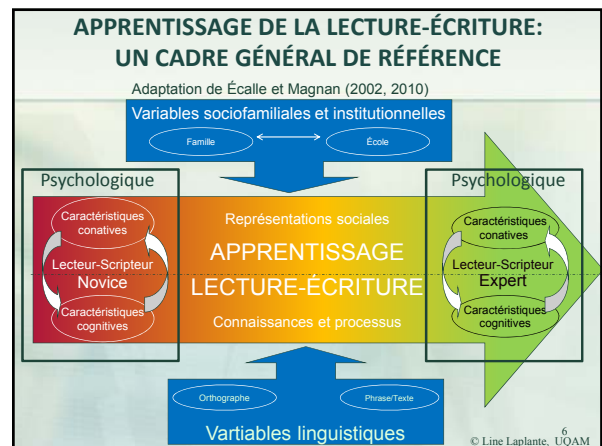 APPRENTISSAGE DE LA LECTURE-ÉCRITURE:
UN CADRE GÉNÉRAL DE RÉFÉRENCE
Adaptation de Écalle et Magnan (2002, 2010)
Variables sociofamiliales et institutionnelles
Famille
École
Psychologique
Caractéristiques
conatives
Lecteur-Scripteur
Novice
Caractéristiques
cognitives
Représentations sociales
APPRENTISSAGE
LECTURE-ÉCRITURE
Connaissances et processus
Psychologique
Caractéristiques
conatives
Lecteur-Scripteur
Expert
Caractéristiques
cognitives
Orthographe
Phrase/Texte
Vartiables linguistiques
6
© Line Laplante, UQAM